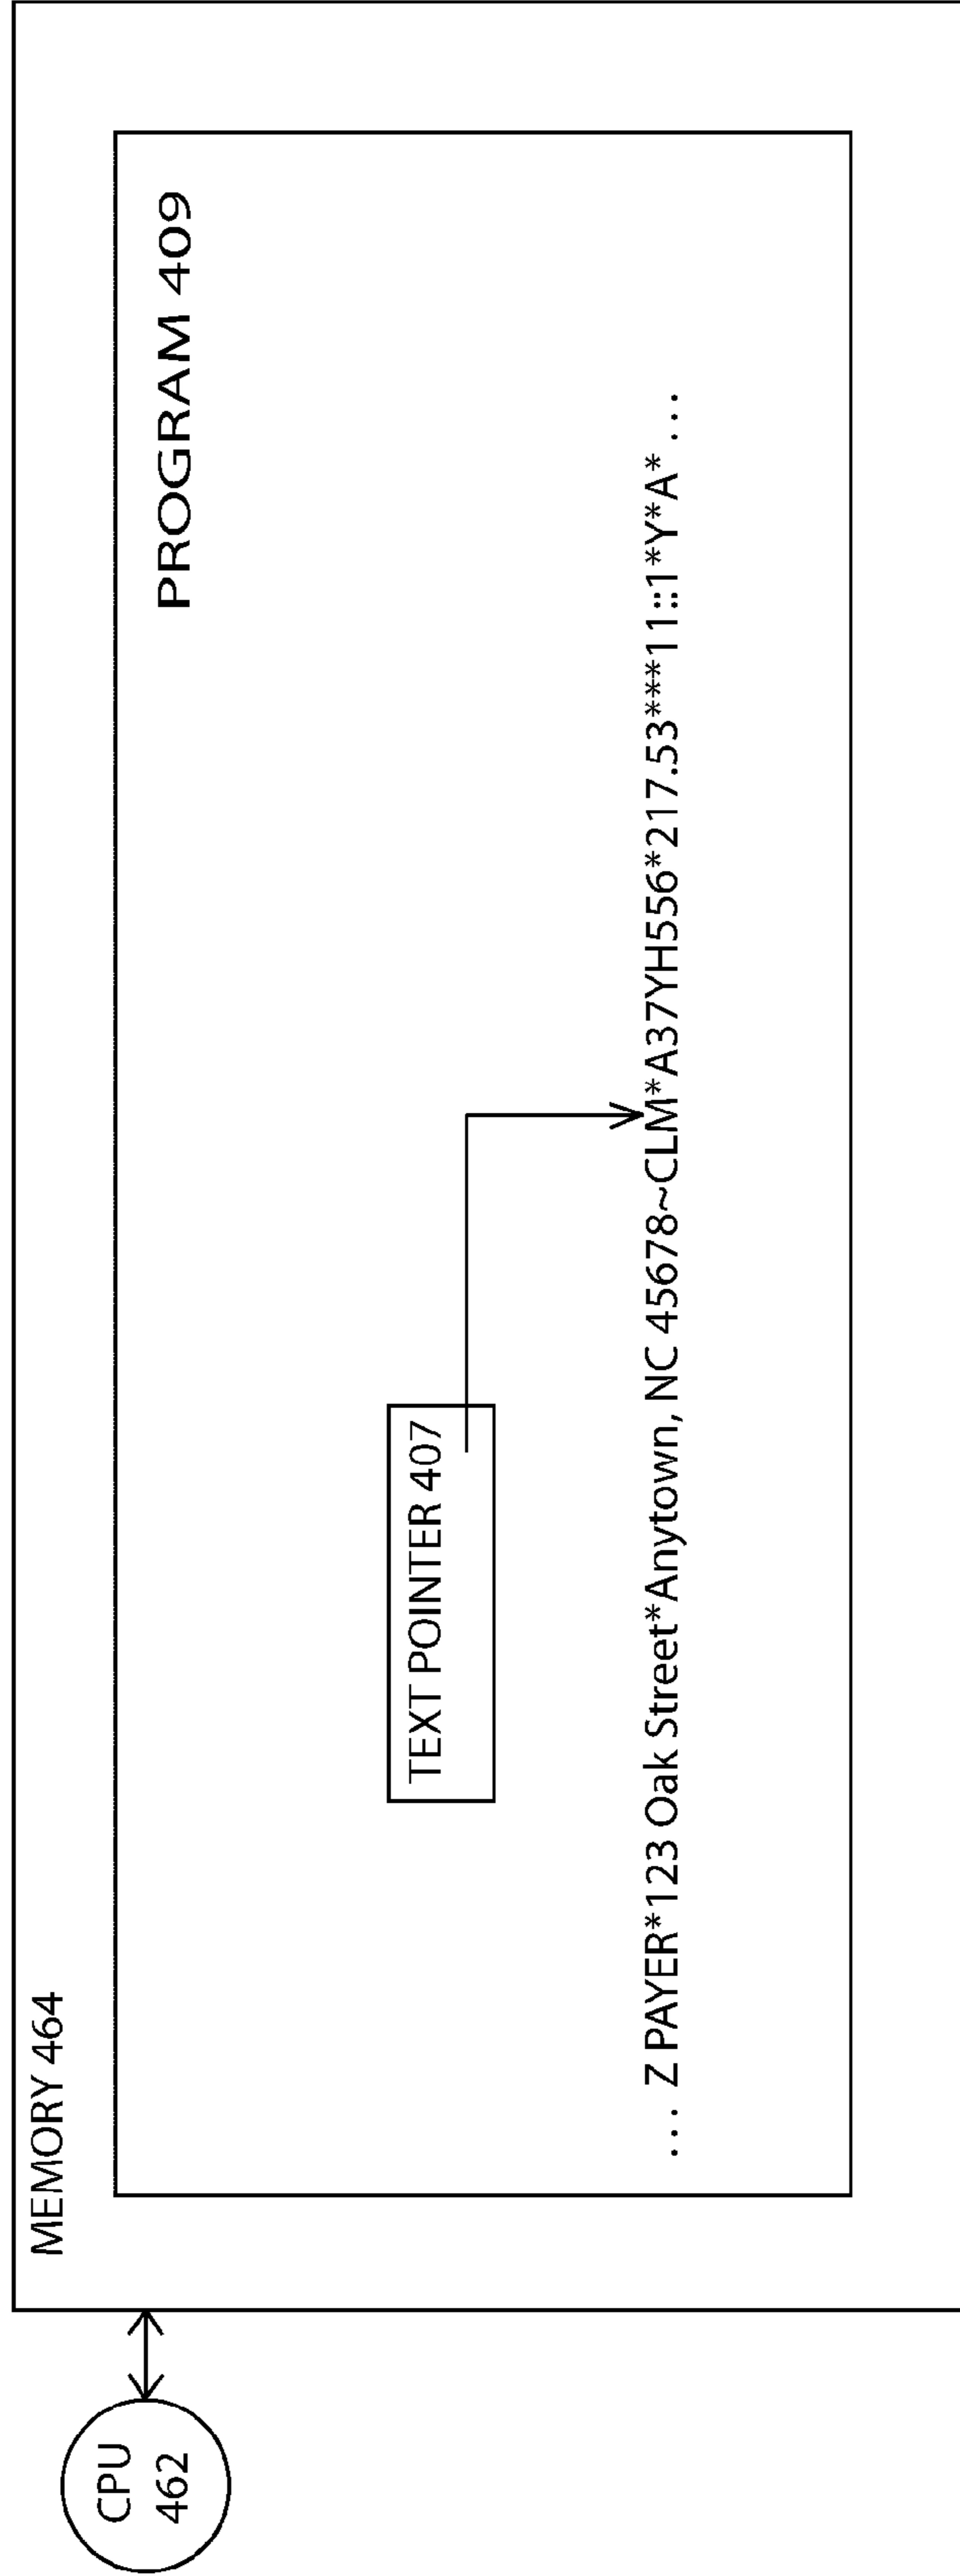 MEMORY 464
PROGRAM 409
CPU
462
TEXT POINTER 407
... Z PAYER*123 Oak Street*Anytown, NC 45678~CLM*A37YH556*217.53***11::1*Y*A* ...